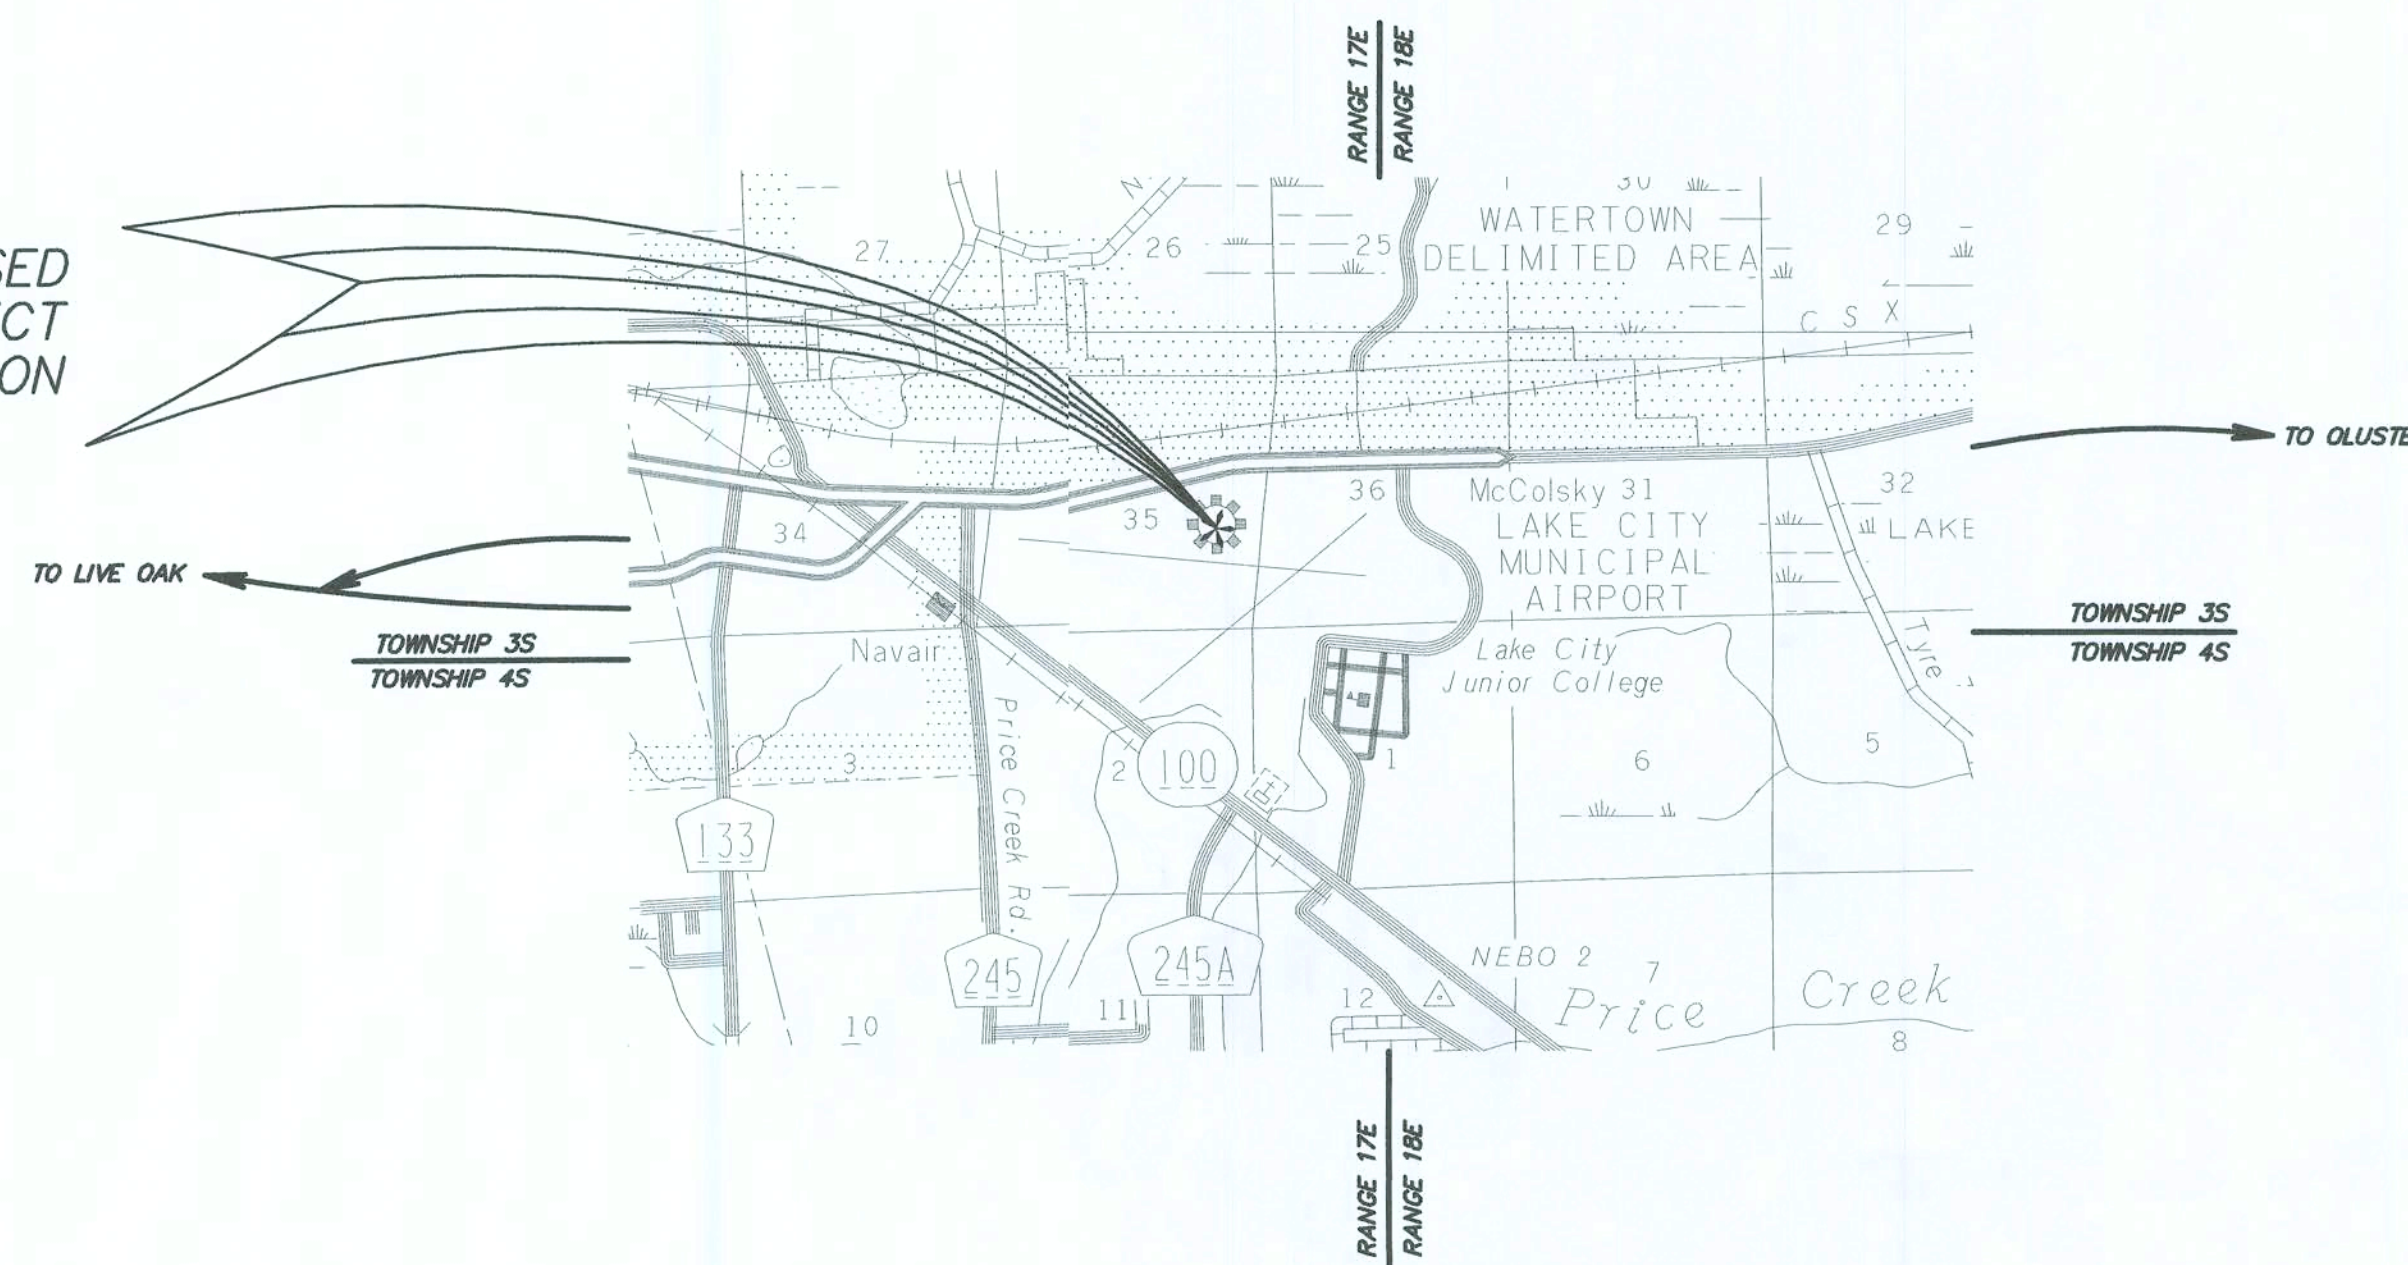 RANGE 17E
RANGE 18E
N.
30
WATERTOWN
DELIMITED AREA
29
27
26
25
SED
CT
ON
C S X
TO OLUSTE
36
McColsky 31
32
35
34
LAKE CITY
MUNICIPAL
AIRPORT
LAKE
TO LIVE OAK
TOWNSHIP 3S
TOWNSHIP 4S
TOWNSHIP 3S
TOWNSHIP 4S
Navair
Lake City
Junior College
Tyre
Price Creek Rd.
3
2
100
1
6
5
133
245
245A
NEBO 2
7
Price Creek
10
11
12
8
RANGE 17E
RANGE 18E